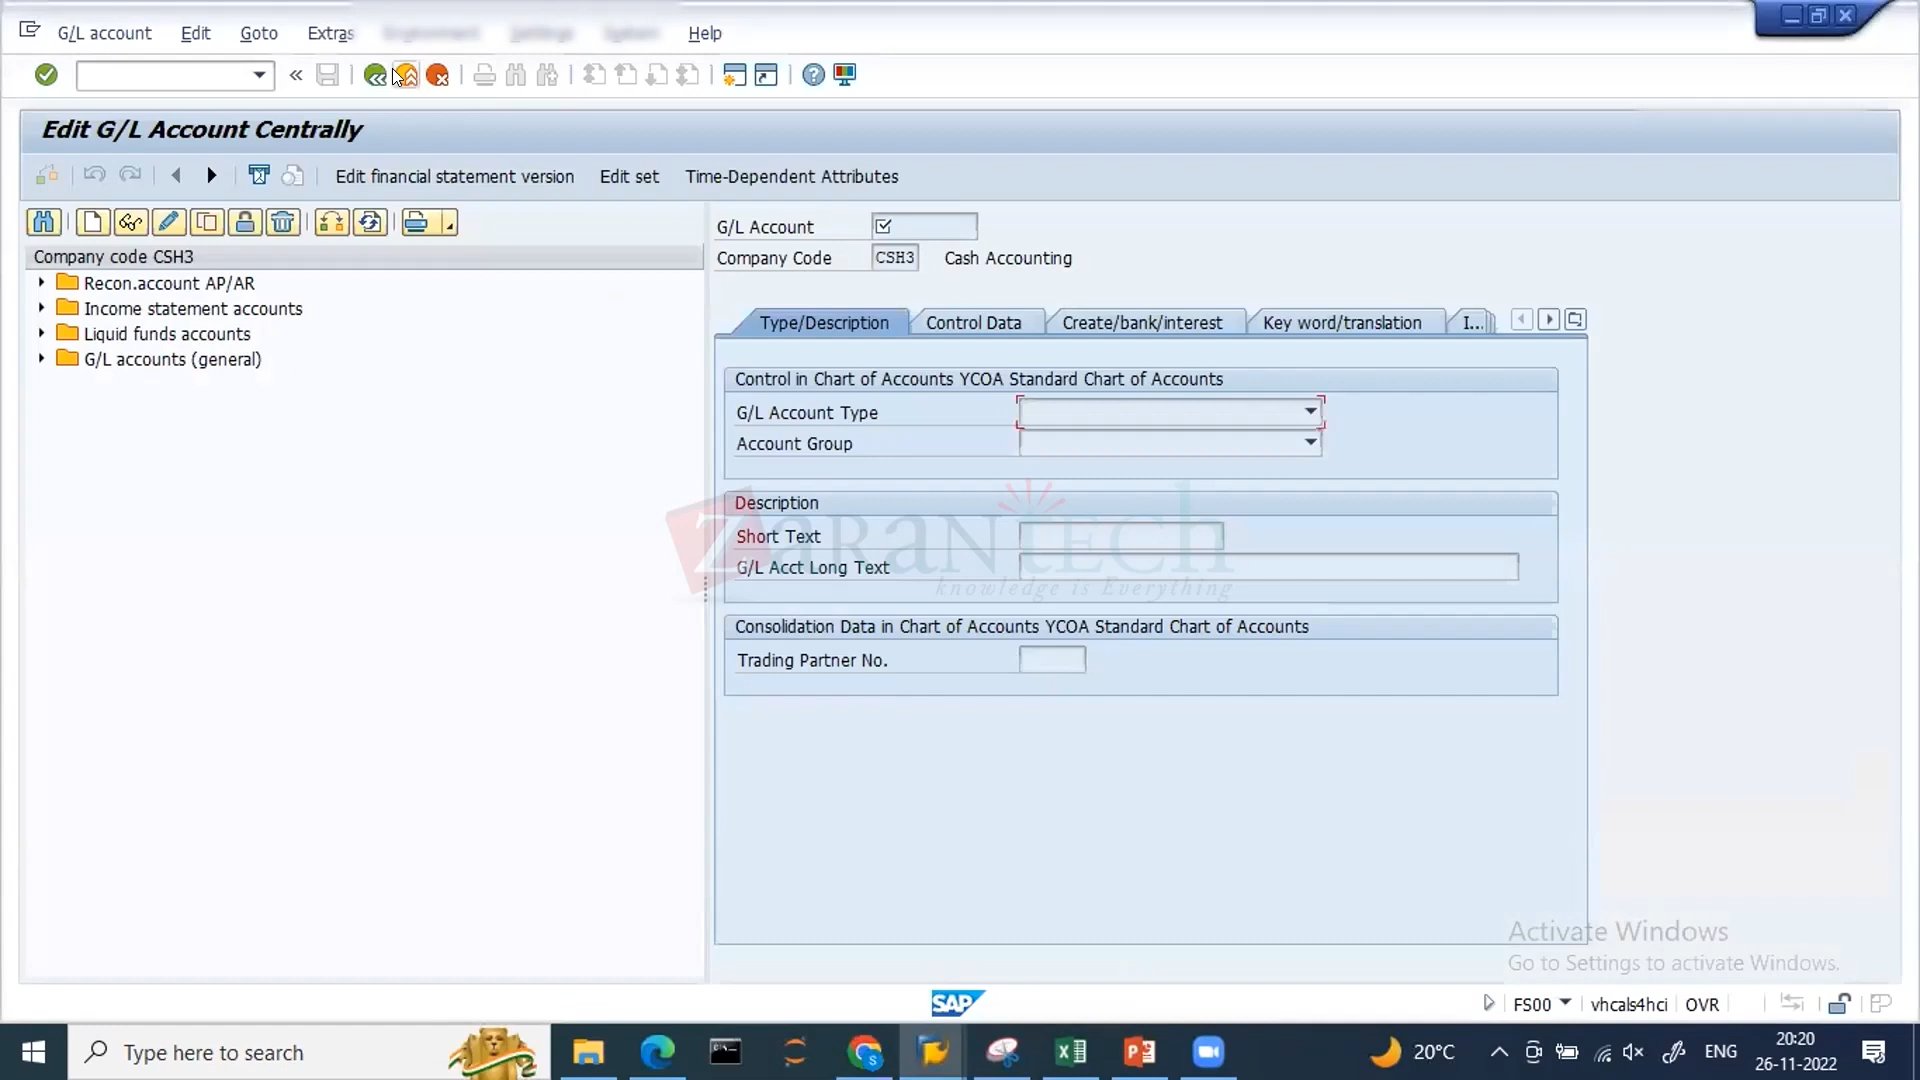 G/L account Edit Goto Extras Help
Edit G/L Account Centrally
Edit financial statement version Edit set Time-Dependent Attributes
G/L Account
Company code CSH3
Company Code CSH3 Cash Accounting
Recon.account AP/AR
Income statement accounts
Liquid funds accounts
G/L accounts (general)
Type/Description Control Data Create/bank/interest Key word/translation I...
Control in Chart of Accounts YCOA Standard Chart of Accounts
G/L Account Type
Account Group
Description
Short Text
G/L Acct Long Text
ZaranTech
knowledge is Everything
Consolidation Data in Chart of Accounts YCOA Standard Chart of Accounts
Trading Partner No.
Activate Windows
Go to Settings to activate Windows.
SAP
FS00 vhcals4hci OVR
Type here to search
20°C
ENG
20:20
26-11-2022